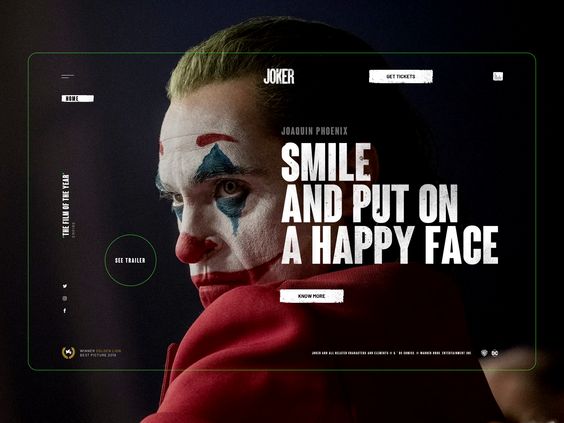 JOKER
GET TICKETS
HOME
JOAQUIN PHOENIX
SMILE
AND PUT ON
A HAPPY FACE
'THE FILM OF THE YEAR'
EMPIRE
SEE TRAILER
KNOW MORE
WINNER GOLDEN LION
BEST PICTURE 2019
JOKER AND ALL RELATED CHARACTERS AND ELEMENTS © & ™ DC COMICS. © WARNER BROS. ENTERTAINMENT INC
DC